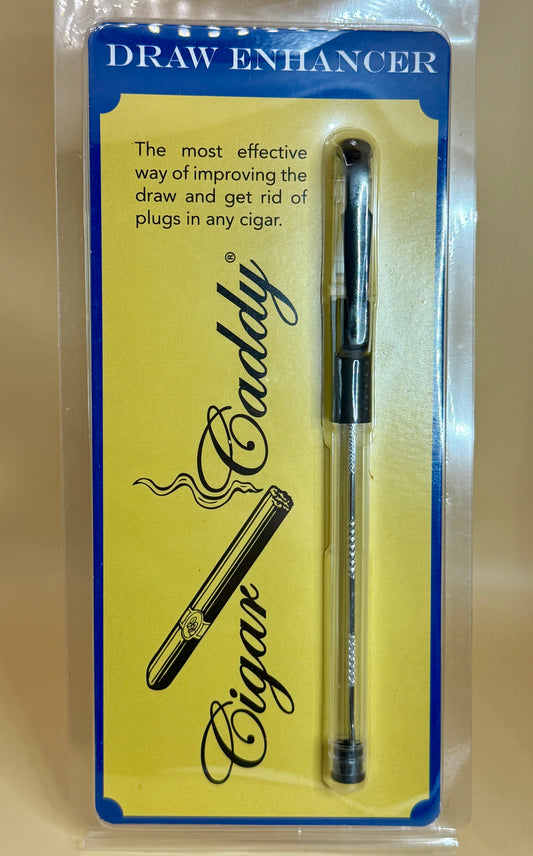 DRAW ENHANCER
The most effective
way of improving the
draw and get rid of
plugs in any cigar.
Cigar Caddy®